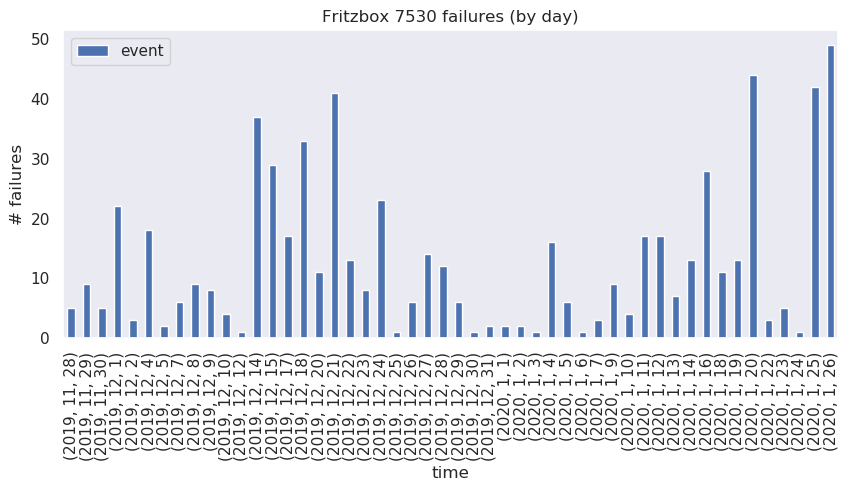 Fritzbox 7530 failures (by day)
event
# failures
50
40
30
20
10
0
(2019, 11, 28)
(2019, 11, 29)
(2019, 11, 30)
(2019, 12, 1)
(2019, 12, 2)
(2019, 12, 4)
(2019, 12, 5)
(2019, 12, 7)
(2019, 12, 8)
(2019, 12, 9)
(2019, 12, 10)
(2019, 12, 12)
(2019, 12, 14)
(2019, 12, 15)
(2019, 12, 17)
(2019, 12, 18)
(2019, 12, 20)
(2019, 12, 21)
(2019, 12, 22)
(2019, 12, 23)
(2019, 12, 24)
(2019, 12, 25)
(2019, 12, 26)
(2019, 12, 27)
(2019, 12, 28)
(2019, 12, 29)
(2019, 12, 30)
(2019, 12, 31)
(2020, 1, 1)
(2020, 1, 2)
(2020, 1, 3)
(2020, 1, 4)
(2020, 1, 5)
(2020, 1, 6)
(2020, 1, 7)
(2020, 1, 9)
(2020, 1, 10)
(2020, 1, 11)
(2020, 1, 12)
(2020, 1, 13)
(2020, 1, 14)
(2020, 1, 16)
(2020, 1, 18)
(2020, 1, 19)
(2020, 1, 20)
(2020, 1, 22)
(2020, 1, 23)
(2020, 1, 24)
(2020, 1, 25)
(2020, 1, 26)
time